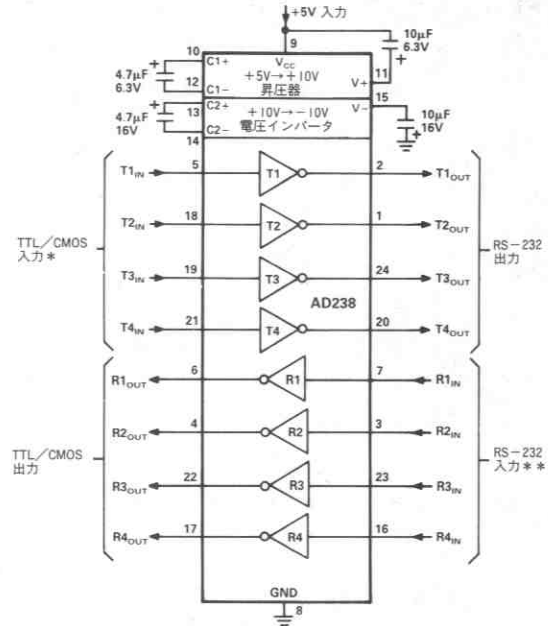 +5V 入力
10μF
6.3V
+
9
10
C1+
VCC
+
4.7μF
6.3V
12
C1−
+5V→+10V
昇圧器
V+
11
15
13
C2+
V−
+
4.7μF
16V
C2−
+10V→−10V
電圧インバータ
10μF
16V
+
14
T1IN
5
T1
2
T1OUT
T2IN
18
T2
1
T2OUT
TTL/CMOS
入力*
RS−232
出力
T3IN
19
T3
24
T3OUT
AD238
T4IN
21
T4
20
T4OUT
R1OUT
6
R1
7
R1IN
R2OUT
4
R2
3
R2IN
TTL/CMOS
出力
RS−232
入力**
R3OUT
22
R3
23
R3IN
R4OUT
17
R4
16
R4IN
GND
8